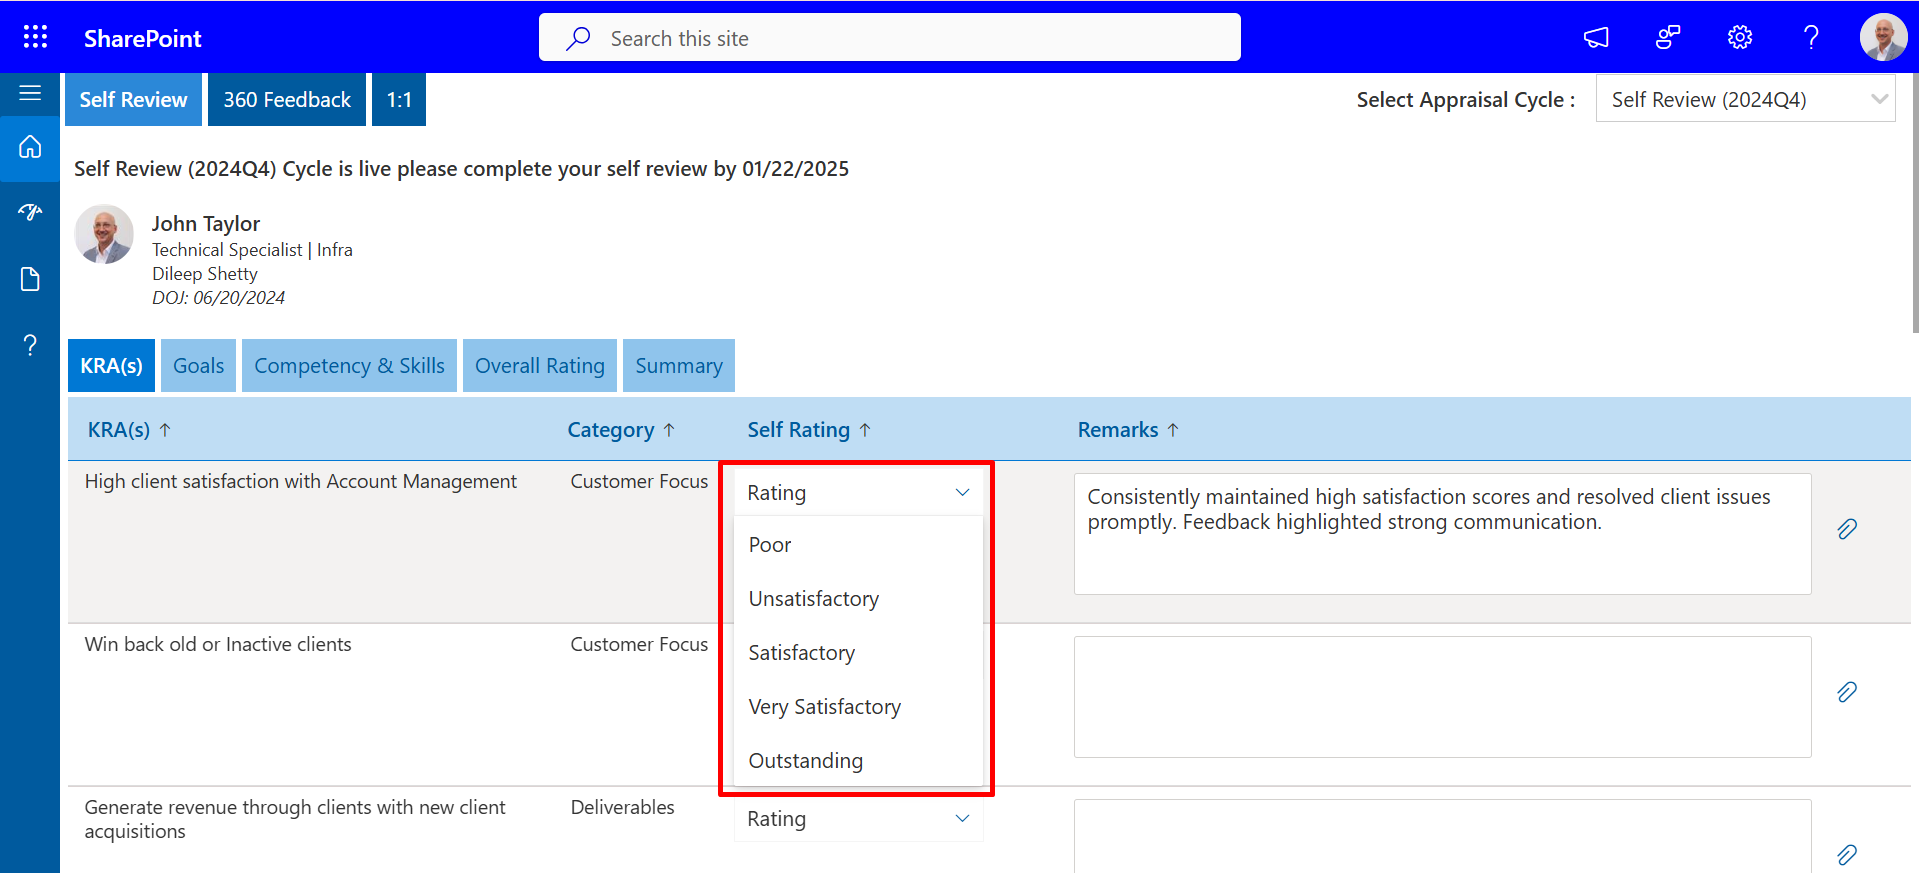 SharePoint
Search this site
Self Review
360 Feedback
1:1
Select Appraisal Cycle :
Self Review (2024Q4)
Self Review (2024Q4) Cycle is live please complete your self review by 01/22/2025
John Taylor
Technical Specialist | Infra
Dileep Shetty
DOJ: 06/20/2024
KRA(s)
Goals
Competency & Skills
Overall Rating
Summary
KRA(s) ↑
Category ↑
Self Rating ↑
Remarks ↑
High client satisfaction with Account Management
Customer Focus
Rating
Poor
Unsatisfactory
Satisfactory
Very Satisfactory
Outstanding
Consistently maintained high satisfaction scores and resolved client issues
promptly. Feedback highlighted strong communication.
Win back old or Inactive clients
Customer Focus
Generate revenue through clients with new client
acquisitions
Deliverables
Rating